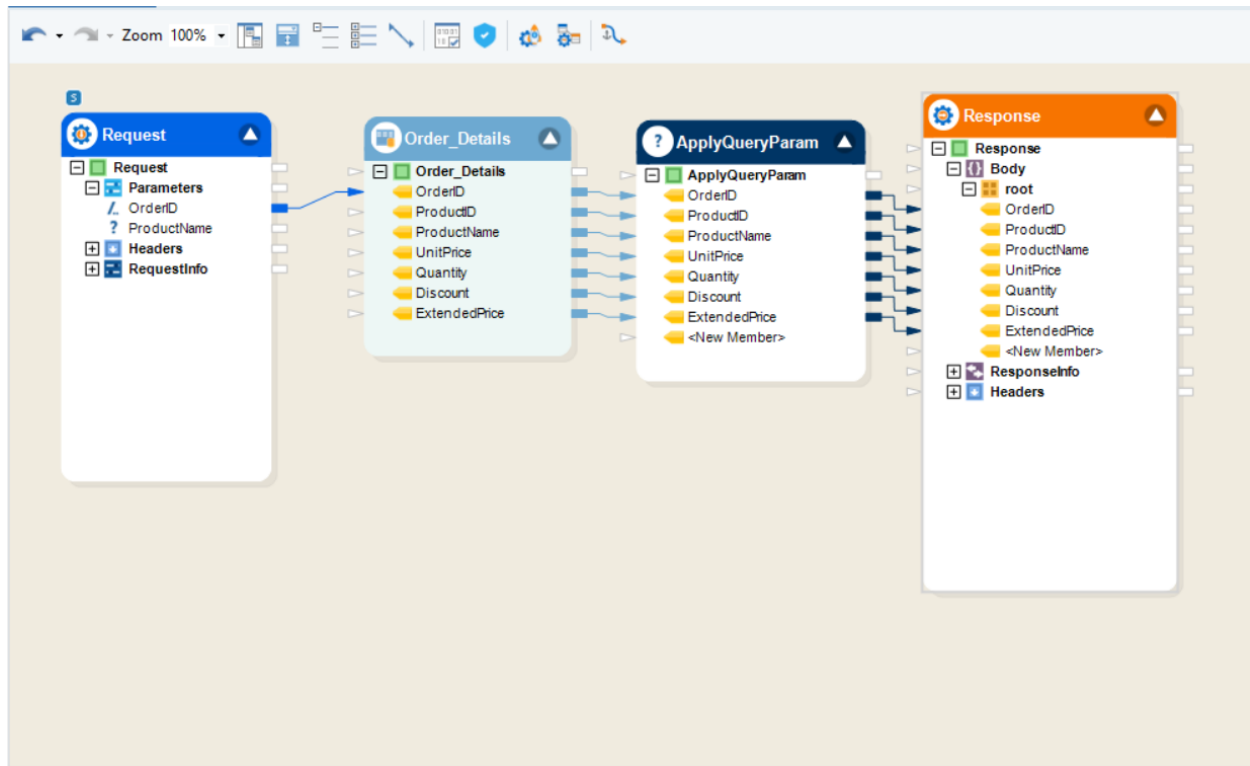 Zoom 100%
S
Request
Request
Parameters
OrderID
? ProductName
Headers
RequestInfo
Order_Details
Order_Details
OrderID
ProductID
ProductName
UnitPrice
Quantity
Discount
ExtendedPrice
? ApplyQueryParam
ApplyQueryParam
OrderID
ProductID
ProductName
UnitPrice
Quantity
Discount
ExtendedPrice
<New Member>
Response
Response
Body
root
OrderID
ProductID
ProductName
UnitPrice
Quantity
Discount
ExtendedPrice
<New Member>
ResponseInfo
Headers